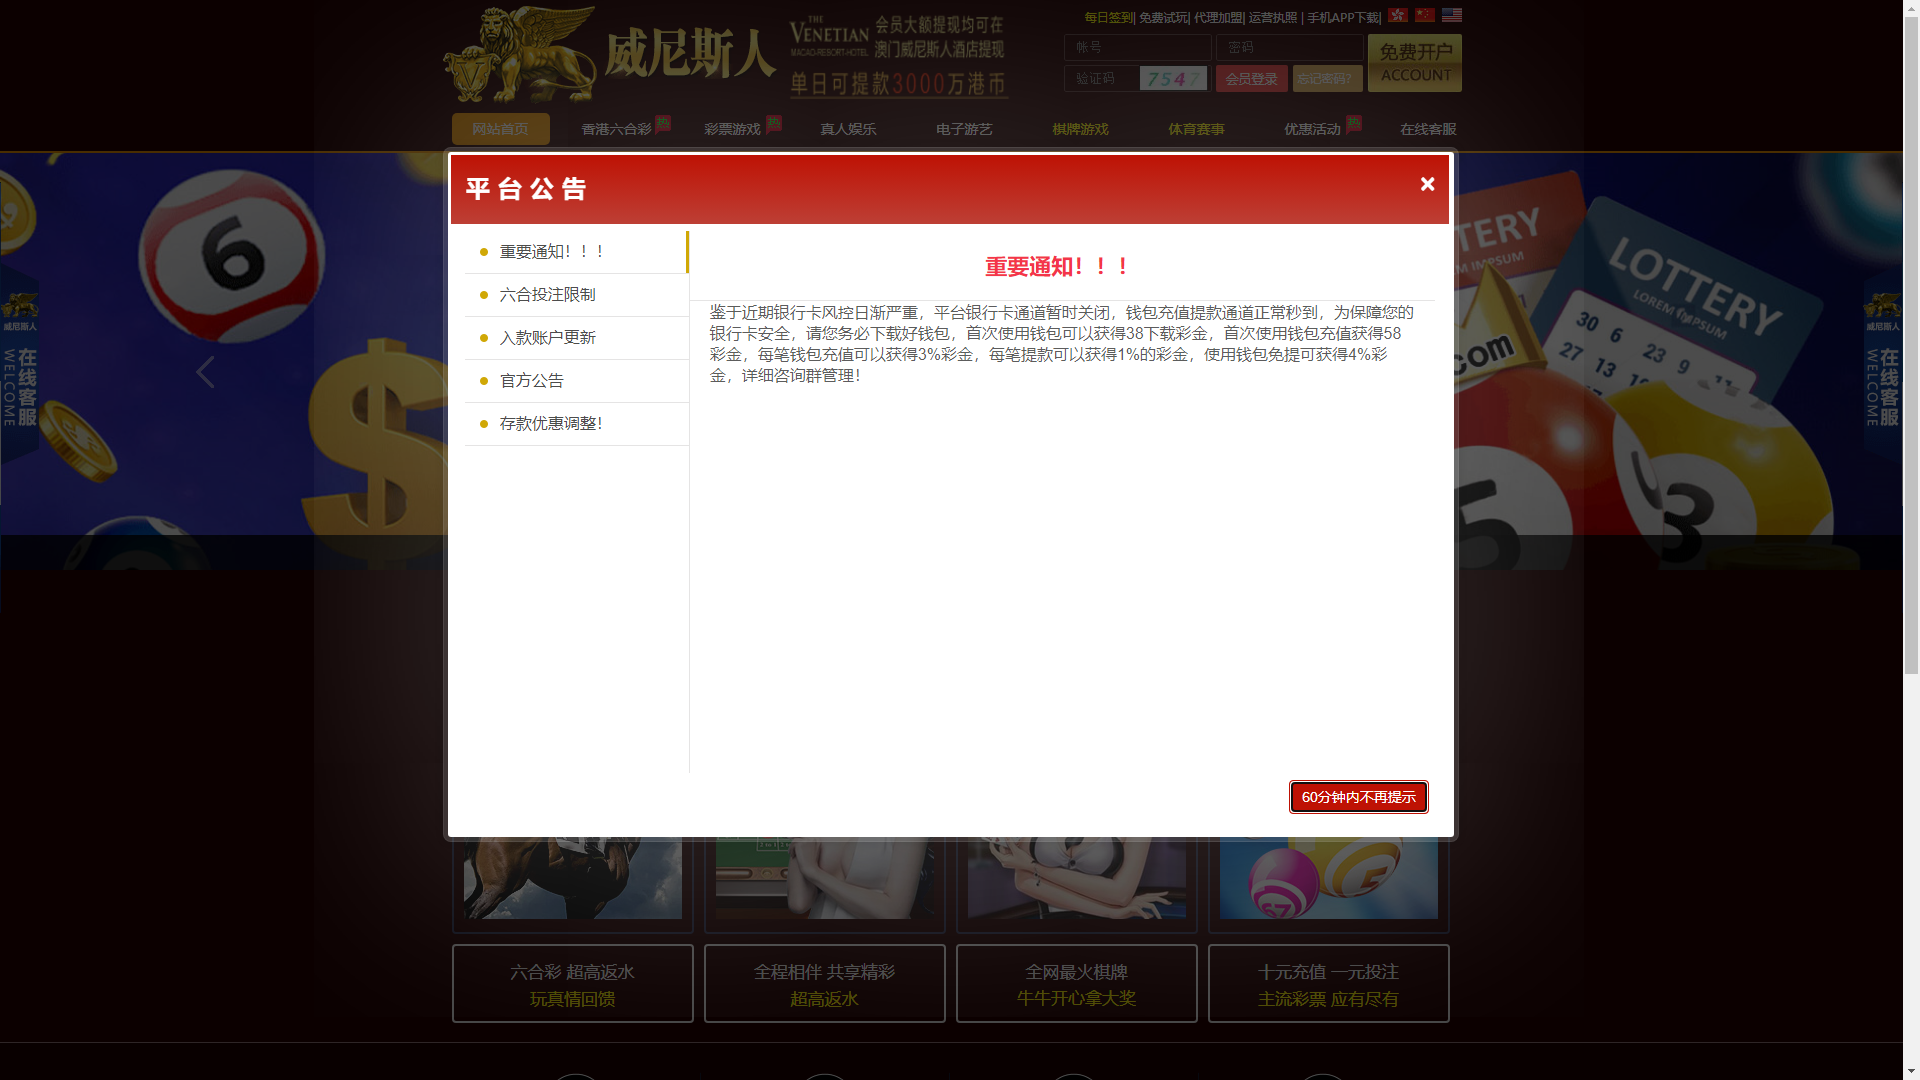 每日签到| 免费试玩| 代理加盟| 运营执照 | 手机APP下载|
威尼斯人
THE VENETIAN
MACAO-RESORT-HOTEL
会员大额提现均可在
澳门威尼斯人酒店提现
单日可提款3000万港币
帐号
密码
免费开户
ACCOUNT
验证码
7547
会员登录
忘记密码?
网站首页
香港六合彩
热
彩票游戏
热
真人娱乐
电子游艺
棋牌游戏
体育赛事
优惠活动
热
在线客服
平台公告
×
重要通知！！！
六合投注限制
入款账户更新
官方公告
存款优惠调整!
重要通知！！！
鉴于近期银行卡风控日渐严重，平台银行卡通道暂时关闭，钱包充值提款通道正常秒到，为保障您的
银行卡安全，请您务必下载好钱包，首次使用钱包可以获得38下载彩金，首次使用钱包充值获得58
彩金，每笔钱包充值可以获得3%彩金，每笔提款可以获得1%的彩金，使用钱包免提可获得4%彩
金，详细咨询群管理！
60分钟内不再提示
威尼斯人
在线客服
WELCOME
威尼斯人
在线客服
WELCOME
6
LOTTERY
LOREM IPSUM
30 6 23 9
27 13
com
5
3
67
六合彩 超高返水
玩真情回馈
全程相伴 共享精彩
超高返水
全网最火棋牌
牛牛开心拿大奖
十元充值 一元投注
主流彩票 应有尽有